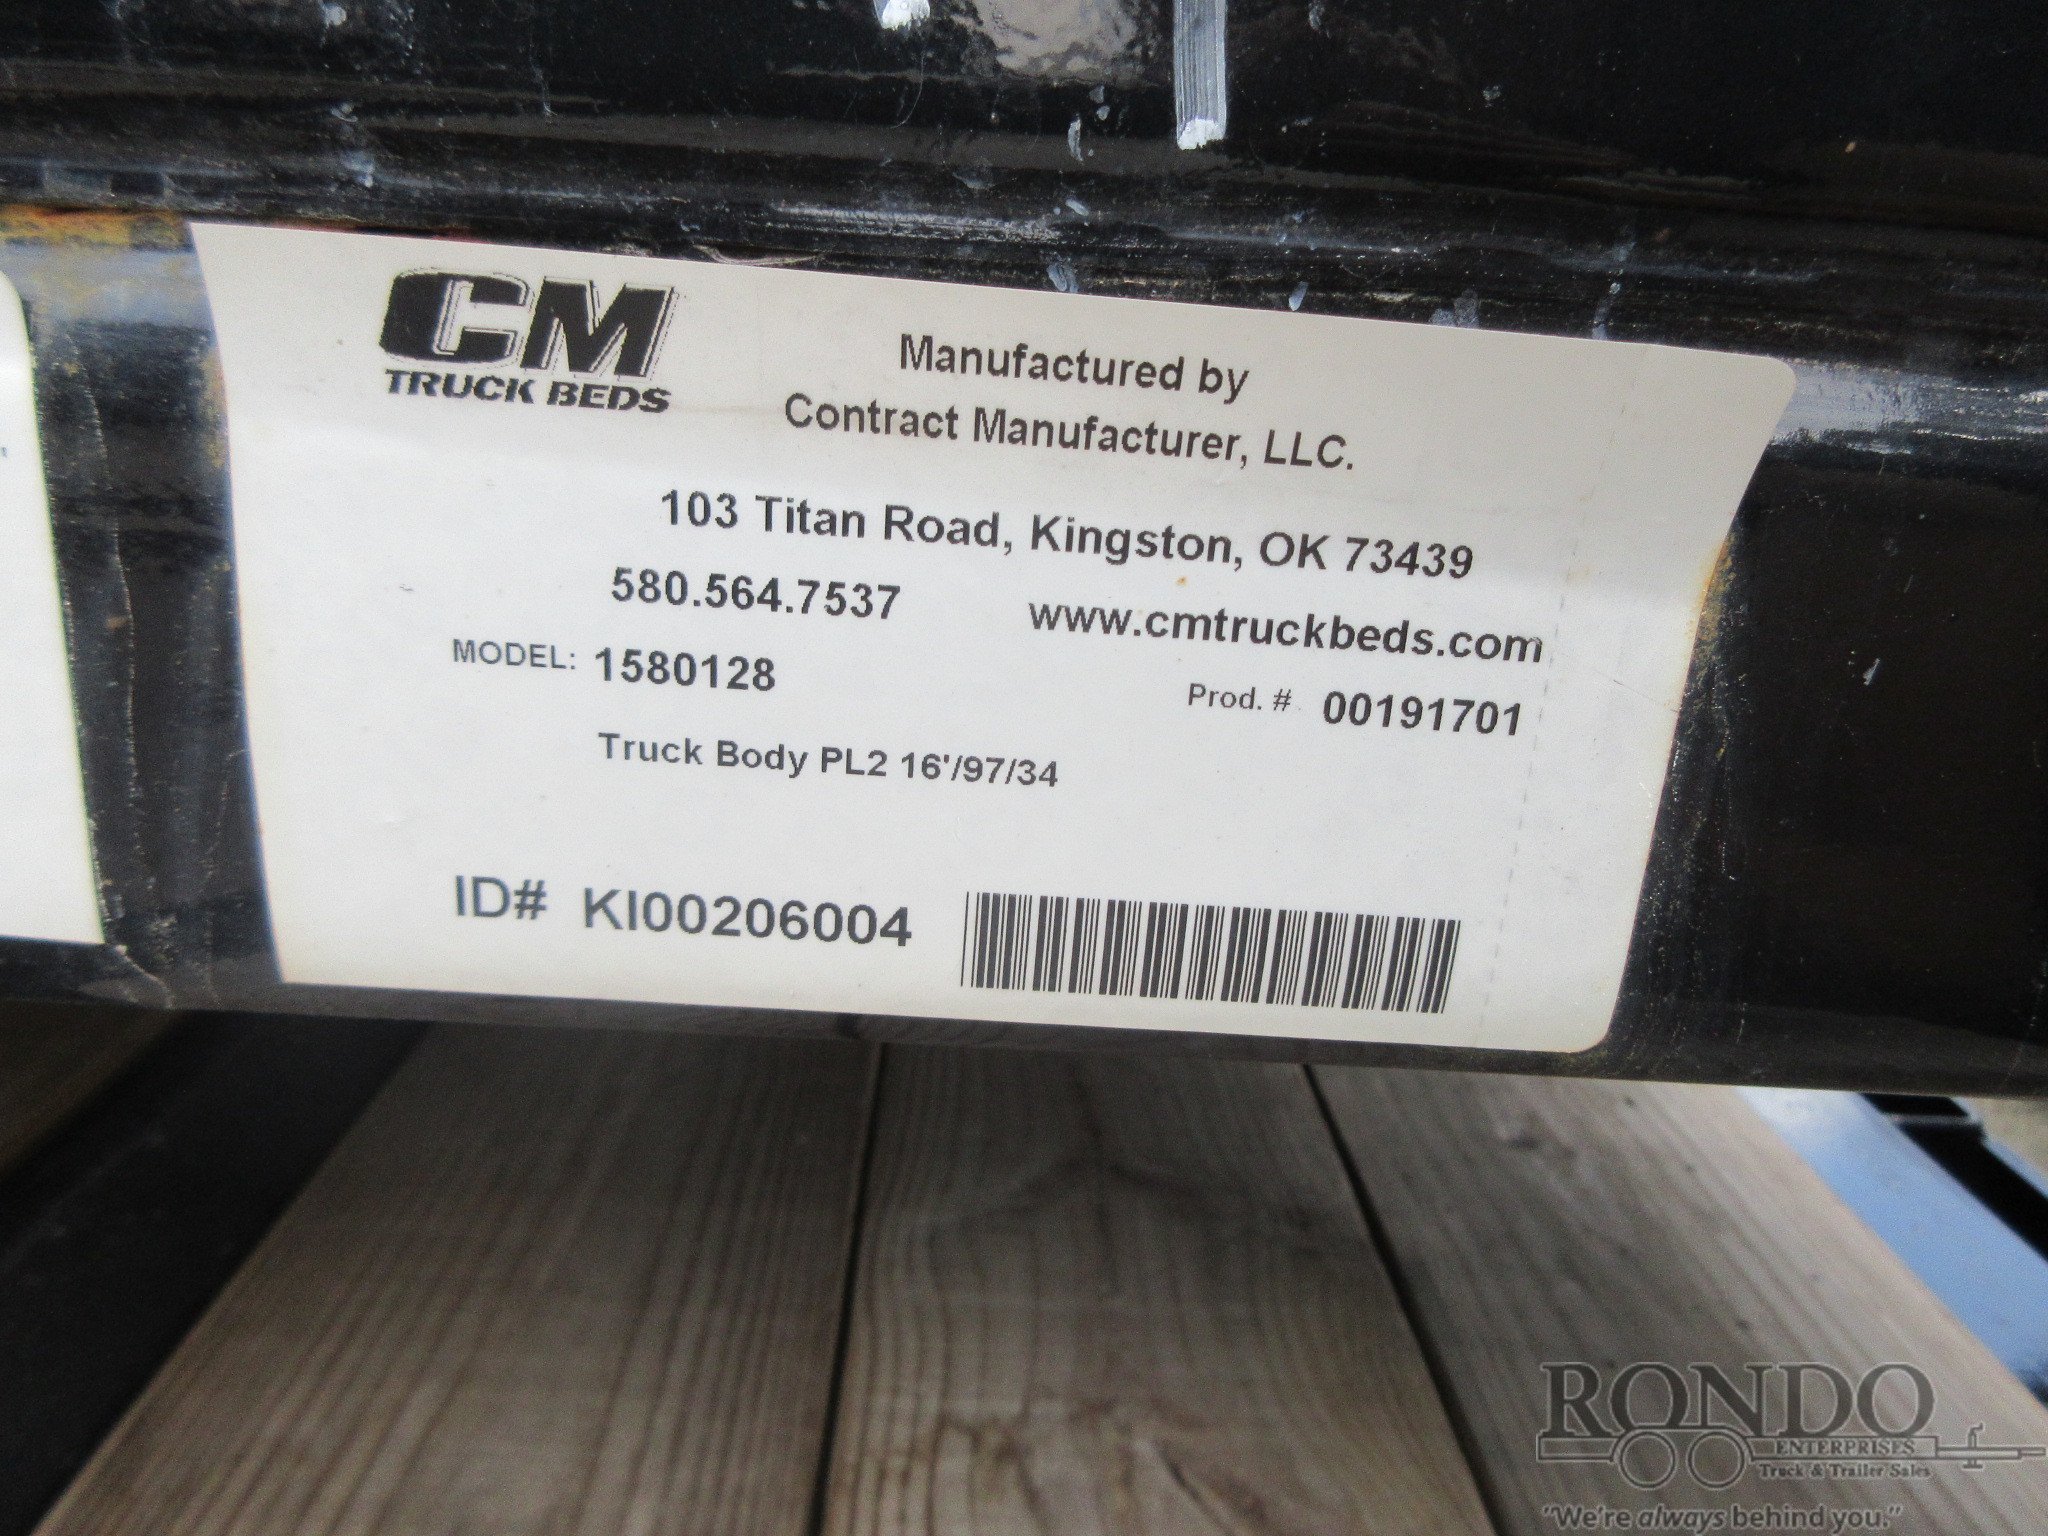 CM
TRUCK BEDS
Manufactured by
Contract Manufacturer, LLC.
103 Titan Road, Kingston, OK 73439
580.564.7537 www.cmtruckbeds.com
MODEL: 1580128 Prod. # 00191701
Truck Body PL2 16'/97/34
ID# KI00206004
RONDO
ENTERPRISES
Truck & Trailer Sales
"We're always behind you."